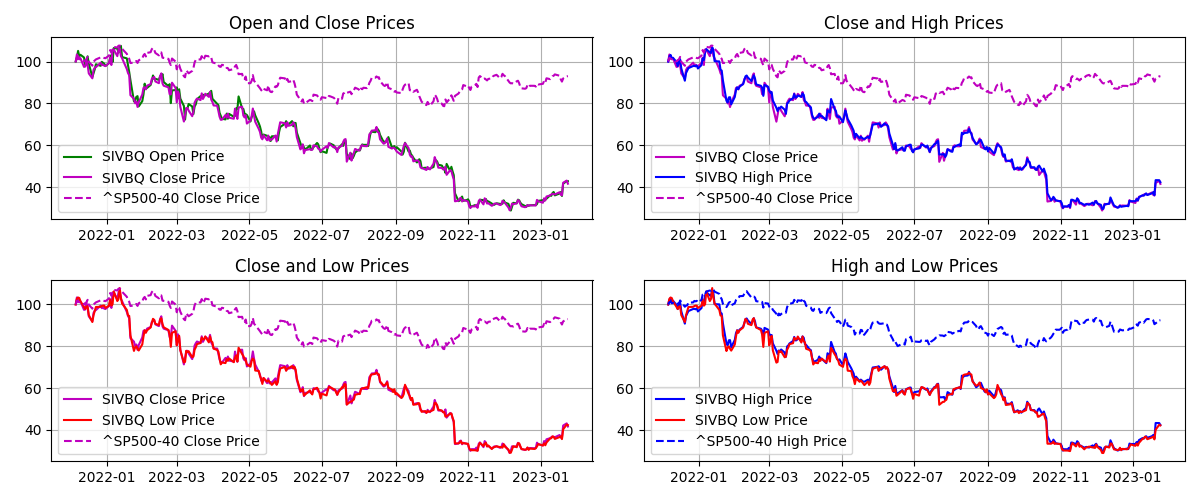 Open and Close Prices
100
80
60
40
SIVBQ Open Price
SIVBQ Close Price
^SP500-40 Close Price
2022-01 2022-03 2022-05 2022-07 2022-09 2022-11 2023-01
Close and High Prices
100
80
60
40
SIVBQ Close Price
SIVBQ High Price
^SP500-40 Close Price
2022-01 2022-03 2022-05 2022-07 2022-09 2022-11 2023-01
Close and Low Prices
100
80
60
40
SIVBQ Close Price
SIVBQ Low Price
^SP500-40 Close Price
2022-01 2022-03 2022-05 2022-07 2022-09 2022-11 2023-01
High and Low Prices
100
80
60
40
SIVBQ High Price
SIVBQ Low Price
^SP500-40 High Price
2022-01 2022-03 2022-05 2022-07 2022-09 2022-11 2023-01